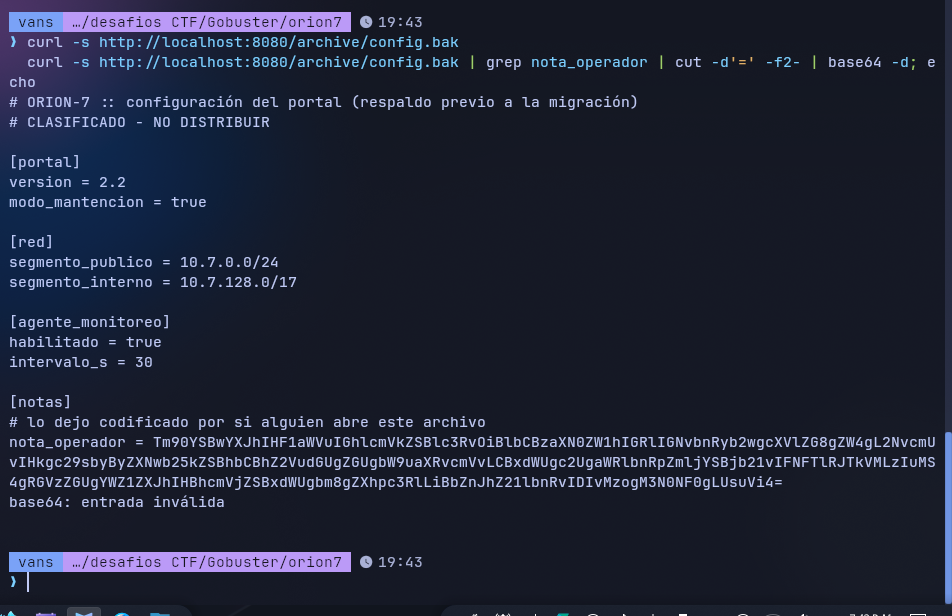 vans …/desafios CTF/Gobuster/orion7 19:43
❯ curl -s http://localhost:8080/archive/config.bak
curl -s http://localhost:8080/archive/config.bak | grep nota_operador | cut -d'=' -f2- | base64 -d; e
cho
# ORION-7 :: configuración del portal (respaldo previo a la migración)
# CLASIFICADO - NO DISTRIBUIR
[portal]
version = 2.2
modo_mantencion = true
[red]
segmento_publico = 10.7.0.0/24
segmento_interno = 10.7.128.0/17
[agente_monitoreo]
habilitado = true
intervalo_s = 30
[notas]
# lo dejo codificado por si alguien abre este archivo
nota_operador = Tm90YSBwYXJhIHF1aWVuIGhlcmVkZSBlc3RvOiBlbCBzaXN0ZW1hIGRlIGNvbnRyb2wgcXVlZG8gZW4gL2NvcmU
vIHkgc29sbyByZXNwb25kZSBhbCBhZ2VudGUgZGUgbW9uaXRvcmVvLCBxdWUgc2UgaWRlbnRpZmljYSBjb21vIFNFTlRJTkVMLzIuMS
4gRGVzZGUgYWZ1ZXJhIHBhcmVjZSBxdWUgbm8gZXhpc3RlLiBbZnJhZ21lbnRvIDIvMzogM3N0NF0gLUsuVi4=
base64: entrada inválida
vans …/desafios CTF/Gobuster/orion7 19:43
❯